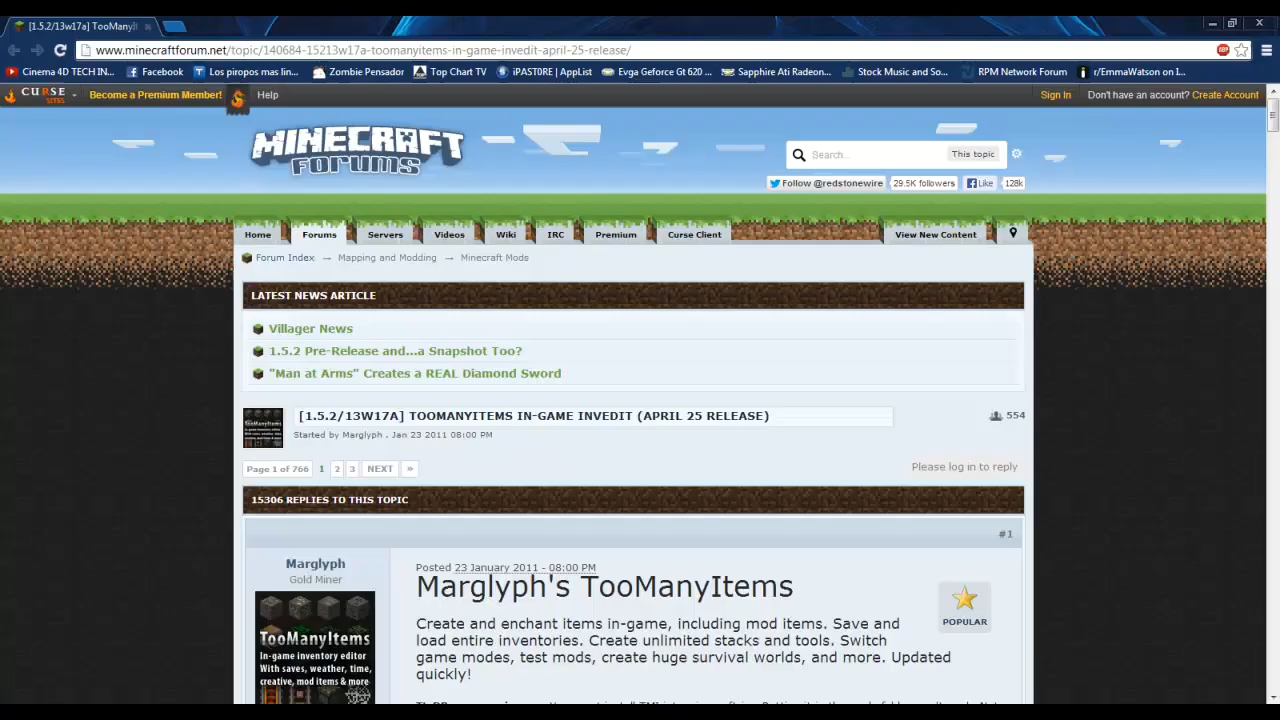 [1.5.2/13w17a] TooManyIt
www.minecraftforum.net/topic/140684-15213w17a-toomanyitems-in-game-invedit-april-25-release/
Cinema 4D TECH IN... Facebook Los piropos mas lin... Zombie Pensador Top Chart TV iPASTORE | AppList Evga Geforce Gt 620 ... Sapphire Ati Radeon... Stock Music and So... RPM Network Forum r/EmmaWatson on I...
CURSE SITES Become a Premium Member! Help Sign In Don't have an account? Create Account
MINECRAFT
FORUMS
Search... This topic
Follow @redstonewire 29.5K followers Like 128k
Home Forums Servers Videos Wiki IRC Premium Curse Client View New Content
Forum Index → Mapping and Modding → Minecraft Mods
LATEST NEWS ARTICLE
Villager News
1.5.2 Pre-Release and...a Snapshot Too?
"Man at Arms" Creates a REAL Diamond Sword
[1.5.2/13W17A] TOOMANYITEMS IN-GAME INVEDIT (APRIL 25 RELEASE) 554
Started by Marglyph , Jan 23 2011 08:00 PM
Page 1 of 766 1 2 3 NEXT » Please log in to reply
15306 REPLIES TO THIS TOPIC
#1
Marglyph
Gold Miner
Posted 23 January 2011 - 08:00 PM
Marglyph's TooManyItems
POPULAR
Create and enchant items in-game, including mod items. Save and
load entire inventories. Create unlimited stacks and tools. Switch
game modes, test mods, create huge survival worlds, and more. Updated
quickly!
TooManyItems
In-game inventory editor
With saves, weather, time,
creative, mod items & more